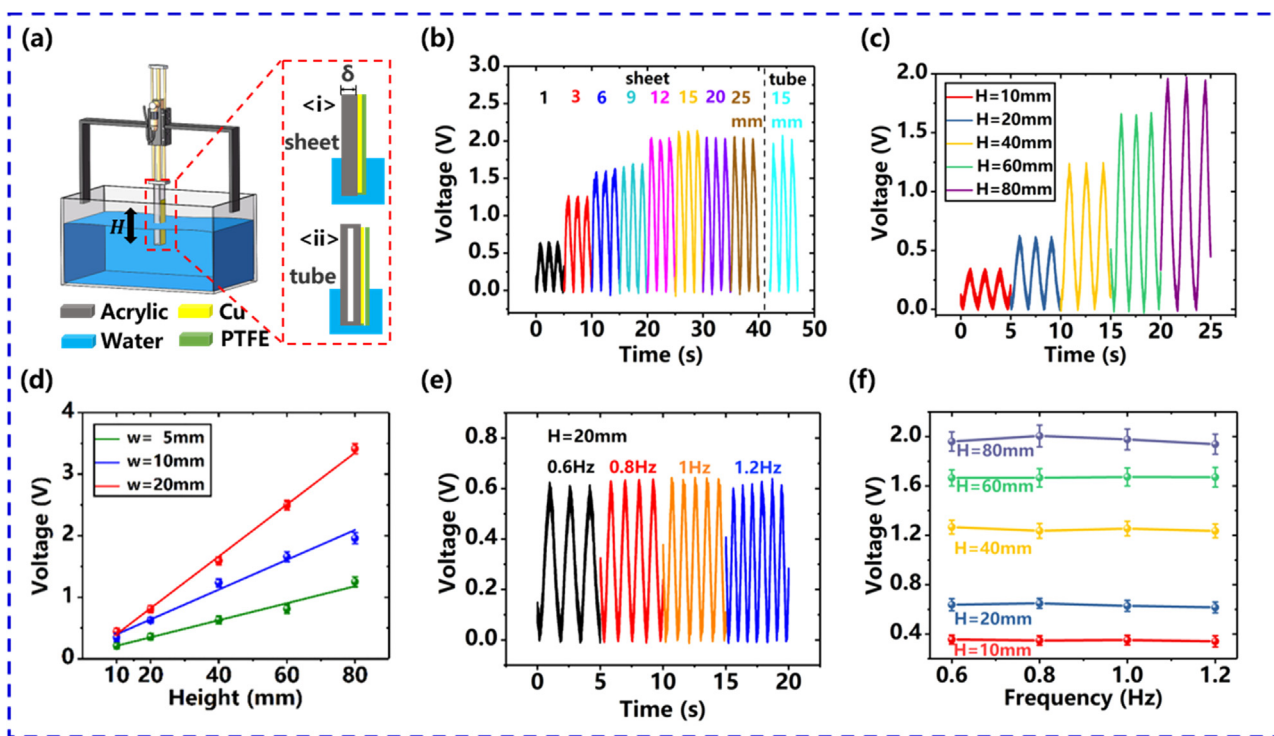 (a)
δ
<i>
sheet
<ii>
tube
H
Acrylic
Cu
Water
PTFE
(b)
Voltage (V)
3.0
2.5
2.0
1.5
1.0
0.5
0.0
sheet
tube
1 3 6 9 12 15 20 25 15
mm mm
0 10 20 30 40 50
Time (s)
(c)
Voltage (V)
2.0
1.5
1.0
0.5
0.0
H=10mm
H=20mm
H=40mm
H=60mm
H=80mm
0 5 10 15 20 25
Time (s)
(d)
Voltage (V)
4
3
2
1
0
w= 5mm
w=10mm
w=20mm
10 20 40 60 80
Height (mm)
(e)
Voltage (V)
0.8
0.6
0.4
0.2
0.0
H=20mm
0.6Hz 0.8Hz 1Hz 1.2Hz
0 5 10 15 20
Time (s)
(f)
Voltage (V)
2.0
1.6
1.2
0.8
0.4
H=80mm
H=60mm
H=40mm
H=20mm
H=10mm
0.6 0.8 1.0 1.2
Frequency (Hz)